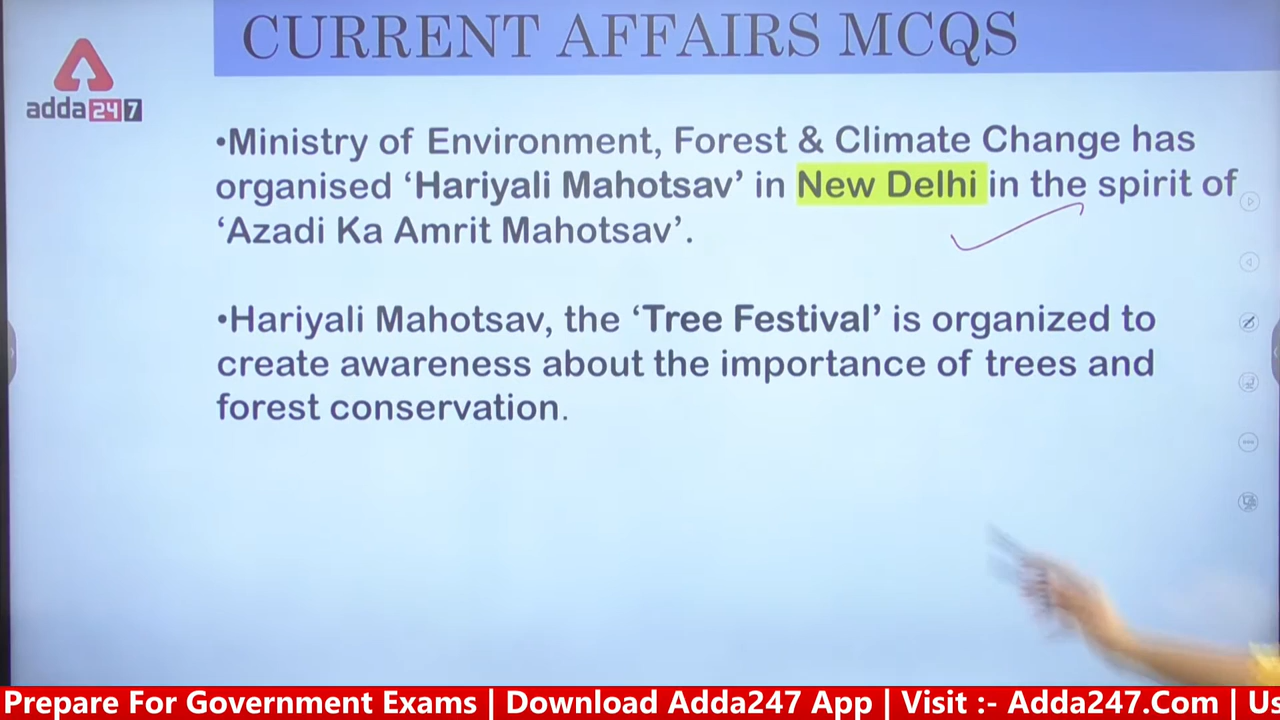 CURRENT AFFAIRS MCQS
adda247
•Ministry of Environment, Forest & Climate Change has
organised ‘Hariyali Mahotsav’ in New Delhi in the spirit of
‘Azadi Ka Amrit Mahotsav’.
•Hariyali Mahotsav, the ‘Tree Festival’ is organized to
create awareness about the importance of trees and
forest conservation.
Prepare For Government Exams | Download Adda247 App | Visit :- Adda247.Com | Us